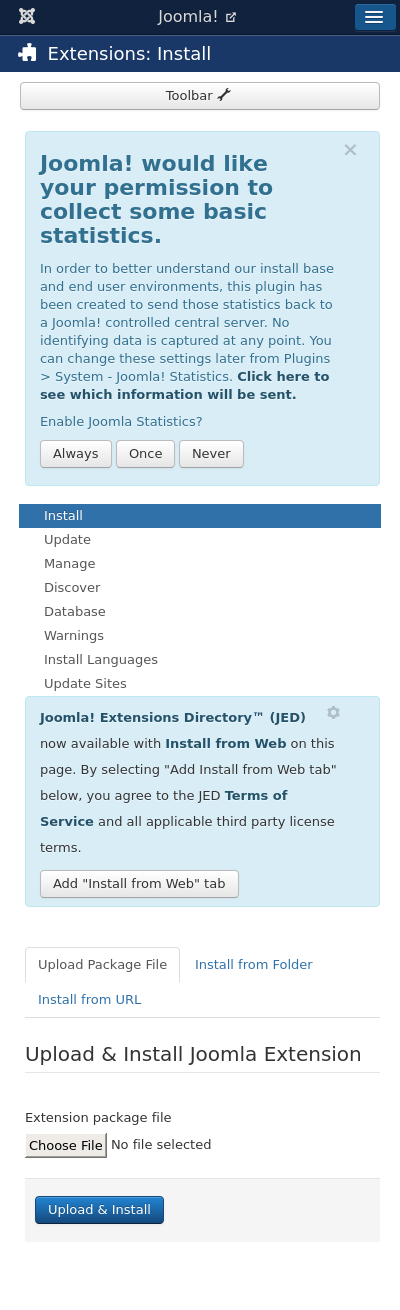 Joomla!
Extensions: Install
Toolbar
Joomla! would like
your permission to
collect some basic
statistics.
×
In order to better understand our install base
and end user environments, this plugin has
been created to send those statistics back to
a Joomla! controlled central server. No
identifying data is captured at any point. You
can change these settings later from Plugins
> System - Joomla! Statistics. Click here to
see which information will be sent.
Enable Joomla Statistics?
Always Once Never
Install
Update
Manage
Discover
Database
Warnings
Install Languages
Update Sites
Joomla! Extensions Directory™ (JED)
now available with Install from Web on this
page. By selecting "Add Install from Web tab"
below, you agree to the JED Terms of
Service and all applicable third party license
terms.
Add "Install from Web" tab
Upload Package File Install from Folder
Install from URL
Upload & Install Joomla Extension
Extension package file
Choose File No file selected
Upload & Install